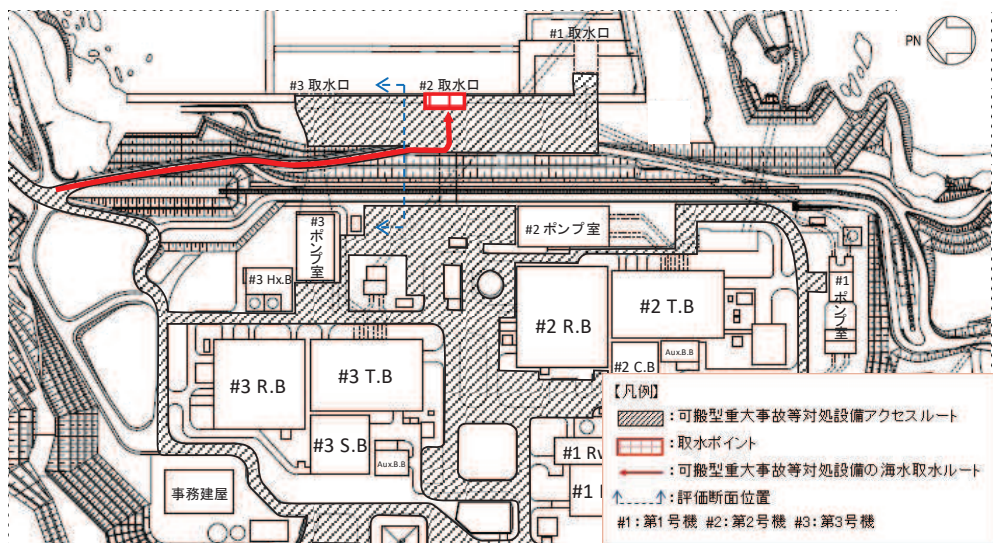 #1 取水口
PN
#3 取水口
#2 取水口
#3 ポンプ室
#2 ポンプ室
#3 Hx.B
#1 ポンプ室
#2 R.B
#2 T.B
#3 R.B
#3 T.B
#2 C.B
Aux.B.B
#3 S.B
Aux.B.B
#1 Rw
#1
事務建屋
【凡例】
:可搬型重大事故等対処設備アクセスルート
:取水ポイント
:可搬型重大事故等対処設備の海水取水ルート
:評価断面位置
#1:第1号機 #2:第2号機 #3:第3号機